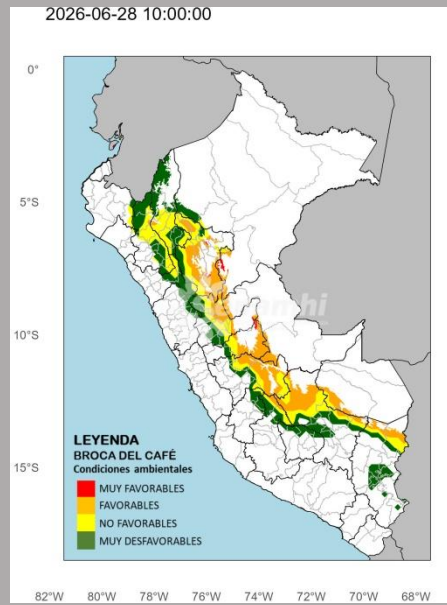 2026-06-28 10:00:00
0°
5°S
10°S
15°S
senamhi
LEYENDA
BROCA DEL CAFÉ
Condiciones ambientales
MUY FAVORABLES
FAVORABLES
NO FAVORABLES
MUY DESFAVORABLES
82°W 80°W 78°W 76°W 74°W 72°W 70°W 68°W